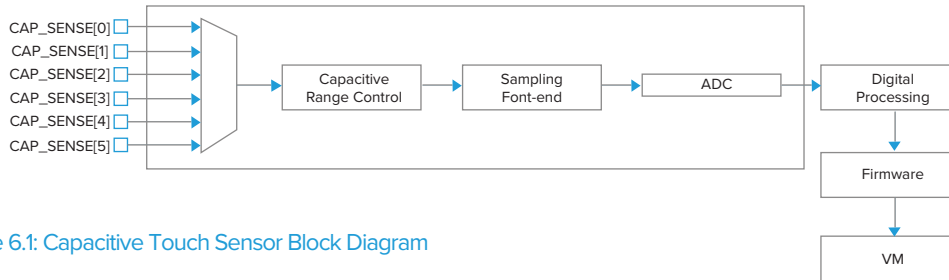 CAP_SENSE[0]
CAP_SENSE[1]
CAP_SENSE[2]
CAP_SENSE[3]
CAP_SENSE[4]
CAP_SENSE[5]
Capacitive
Range Control
Sampling
Font-end
ADC
Digital
Processing
Firmware
VM
e 6.1: Capacitive Touch Sensor Block Diagram